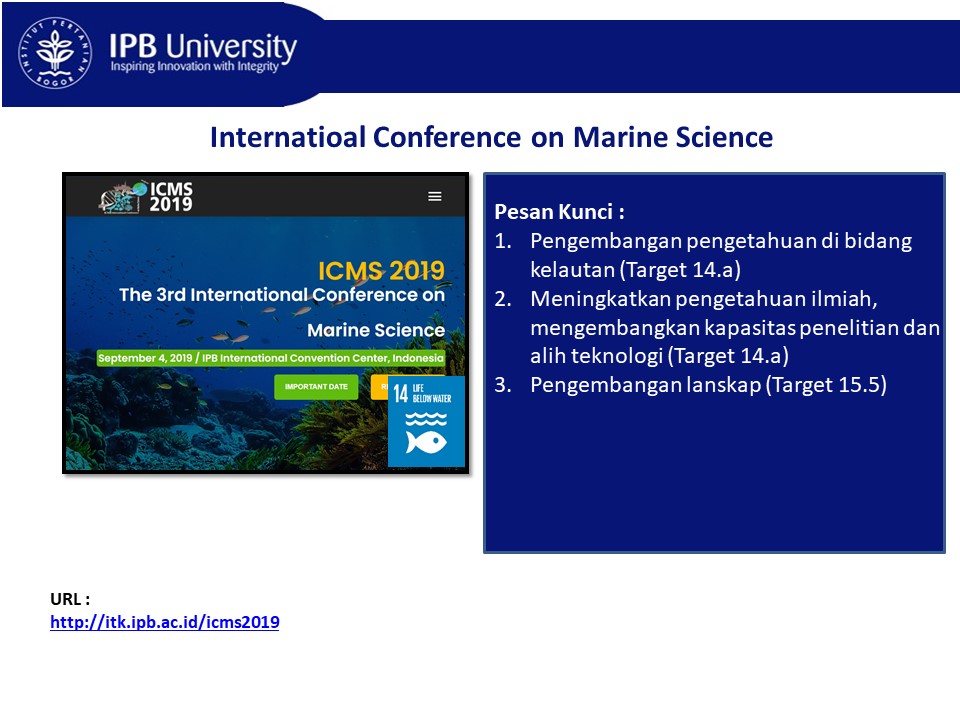 INSTITUT PERTANIAN
BOGOR
IPB University
Inspiring Innovation with Integrity
Internatioal Conference on Marine Science
ICMS
2019
ICMS 2019
The 3rd International Conference on
Marine Science
September 4, 2019 / IPB International Convention Center, Indonesia
IMPORTANT DATE
14 LIFE
BELOW WATER
Pesan Kunci :
1. Pengembangan pengetahuan di bidang
kelautan (Target 14.a)
2. Meningkatkan pengetahuan ilmiah,
mengembangkan kapasitas penelitian dan
alih teknologi (Target 14.a)
3. Pengembangan lanskap (Target 15.5)
URL :
http://itk.ipb.ac.id/icms2019